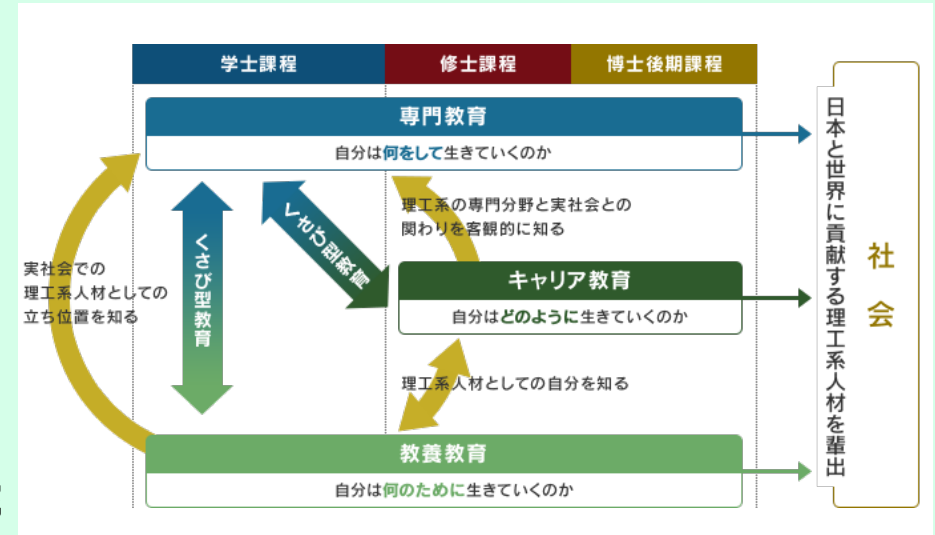 学士課程
修士課程
博士後期課程
専門教育
自分は何をして生きていくのか
理工系の専門分野と実社会との
関わりを客観的に知る
くさび型教育
くさび型教育
実社会での
理工系人材としての
立ち位置を知る
キャリア教育
自分はどのように生きていくのか
理工系人材としての自分を知る
教養教育
自分は何のために生きていくのか
日本と世界に貢献する理工系人材を輩出
社会